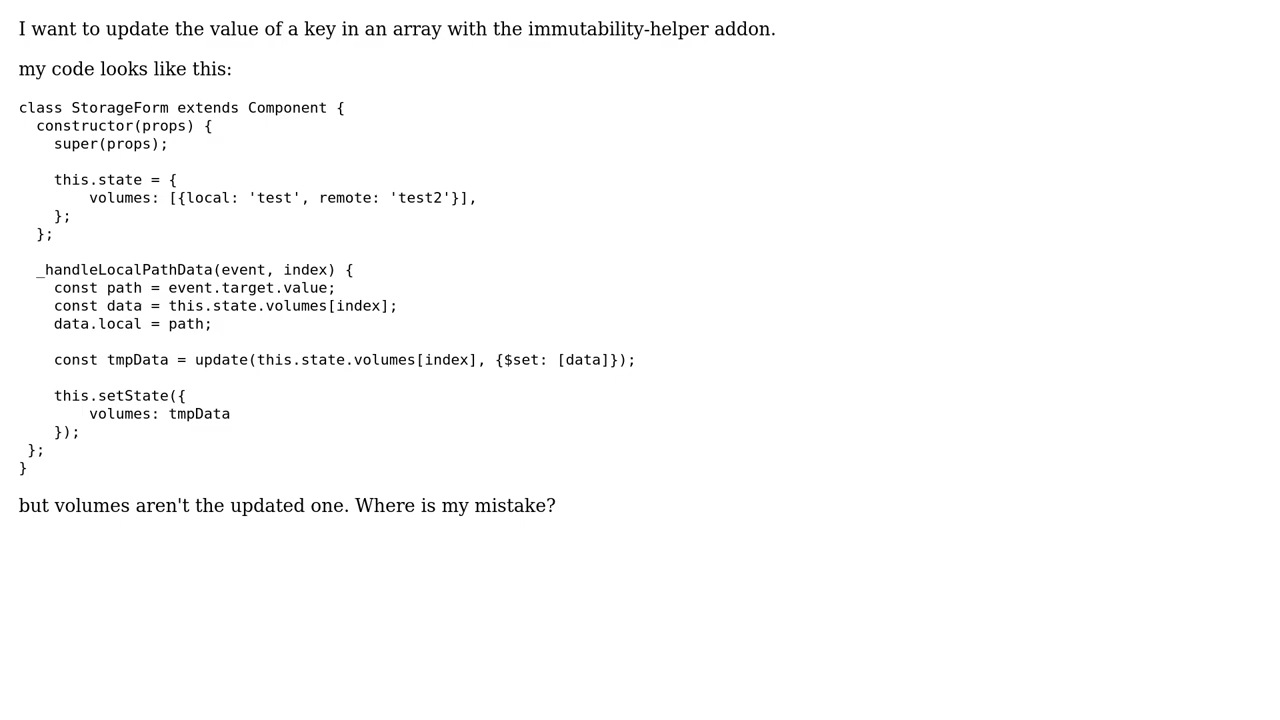 I want to update the value of a key in an array with the immutability-helper addon.
my code looks like this:
class StorageForm extends Component {
  constructor(props) {
    super(props);

    this.state = {
        volumes: [{local: 'test', remote: 'test2'}],
    };
  };

  _handleLocalPathData(event, index) {
    const path = event.target.value;
    const data = this.state.volumes[index];
    data.local = path;

    const tmpData = update(this.state.volumes[index], {$set: [data]});

    this.setState({
        volumes: tmpData
    });
 };
}
but volumes aren't the updated one. Where is my mistake?